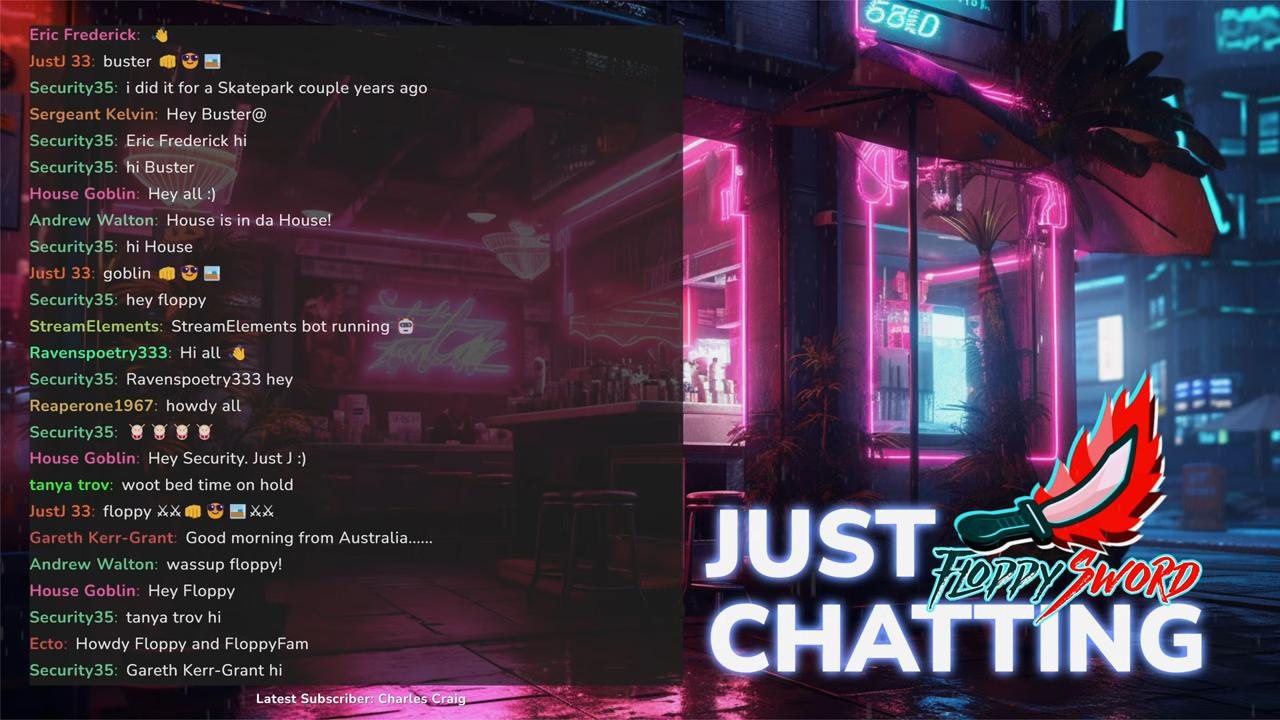 Eric Frederick: 👋
JustJ 33: buster 👊 😎 🖼
Security35: i did it for a Skatepark couple years ago
Sergeant Kelvin: Hey Buster@
Security35: Eric Frederick hi
Security35: hi Buster
House Goblin: Hey all :)
Andrew Walton: House is in da House!
Security35: hi House
JustJ 33: goblin 👊 😎 🖼
Security35: hey floppy
StreamElements: StreamElements bot running 🤖
Ravenspoetry333: Hi all 👋
Security35: Ravenspoetry333 hey
Reaperone1967: howdy all
Security35:
House Goblin: Hey Security. Just J :)
tanya trov: woot bed time on hold
JustJ 33: floppy ⚔⚔👊 😎 🖼⚔⚔
Gareth Kerr-Grant: Good morning from Australia......
Andrew Walton: wassup floppy!
House Goblin: Hey Floppy
Security35: tanya trov hi
Ecto: Howdy Floppy and FloppyFam
Security35: Gareth Kerr-Grant hi
Latest Subscriber: Charles Craig
JUST
FLOPPY SWORD
CHATTING